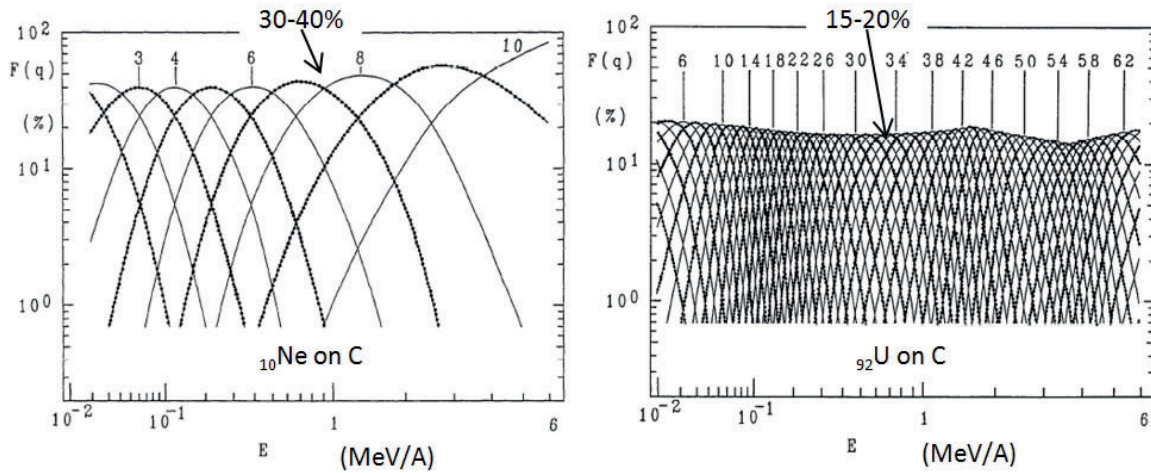 30-40%
10²
F(q)
3 4 6 8 10
(%)
10¹
10⁰
₁₀Ne on C
10⁻² 10⁻¹ 1 6
E (MeV/A)
15-20%
10²
F(q)
6 10 14 18 22 26 30 34 38 42 46 50 54 58 62
(%)
10¹
10⁰
₉₂U on C
10⁻² 10⁻¹ 1 6
E (MeV/A)